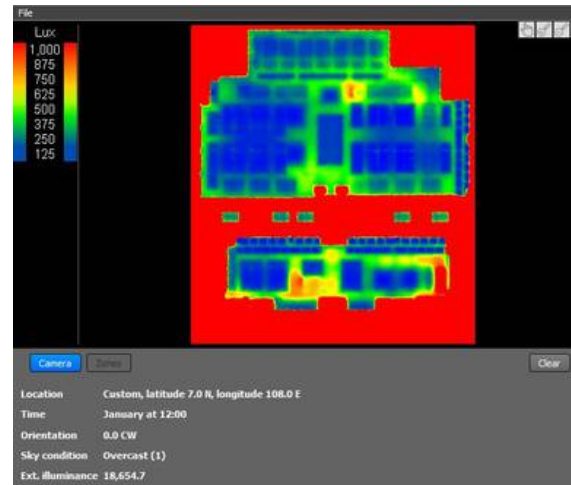 File
Lux
1,000
875
750
625
500
375
250
125
Camera
Zones
Clear
Location Custom, latitude 7.0 N, longitude 108.0 E
Time January at 12:00
Orientation 0.0 CW
Sky condition Overcast (1)
Ext. illuminance 18,654.7